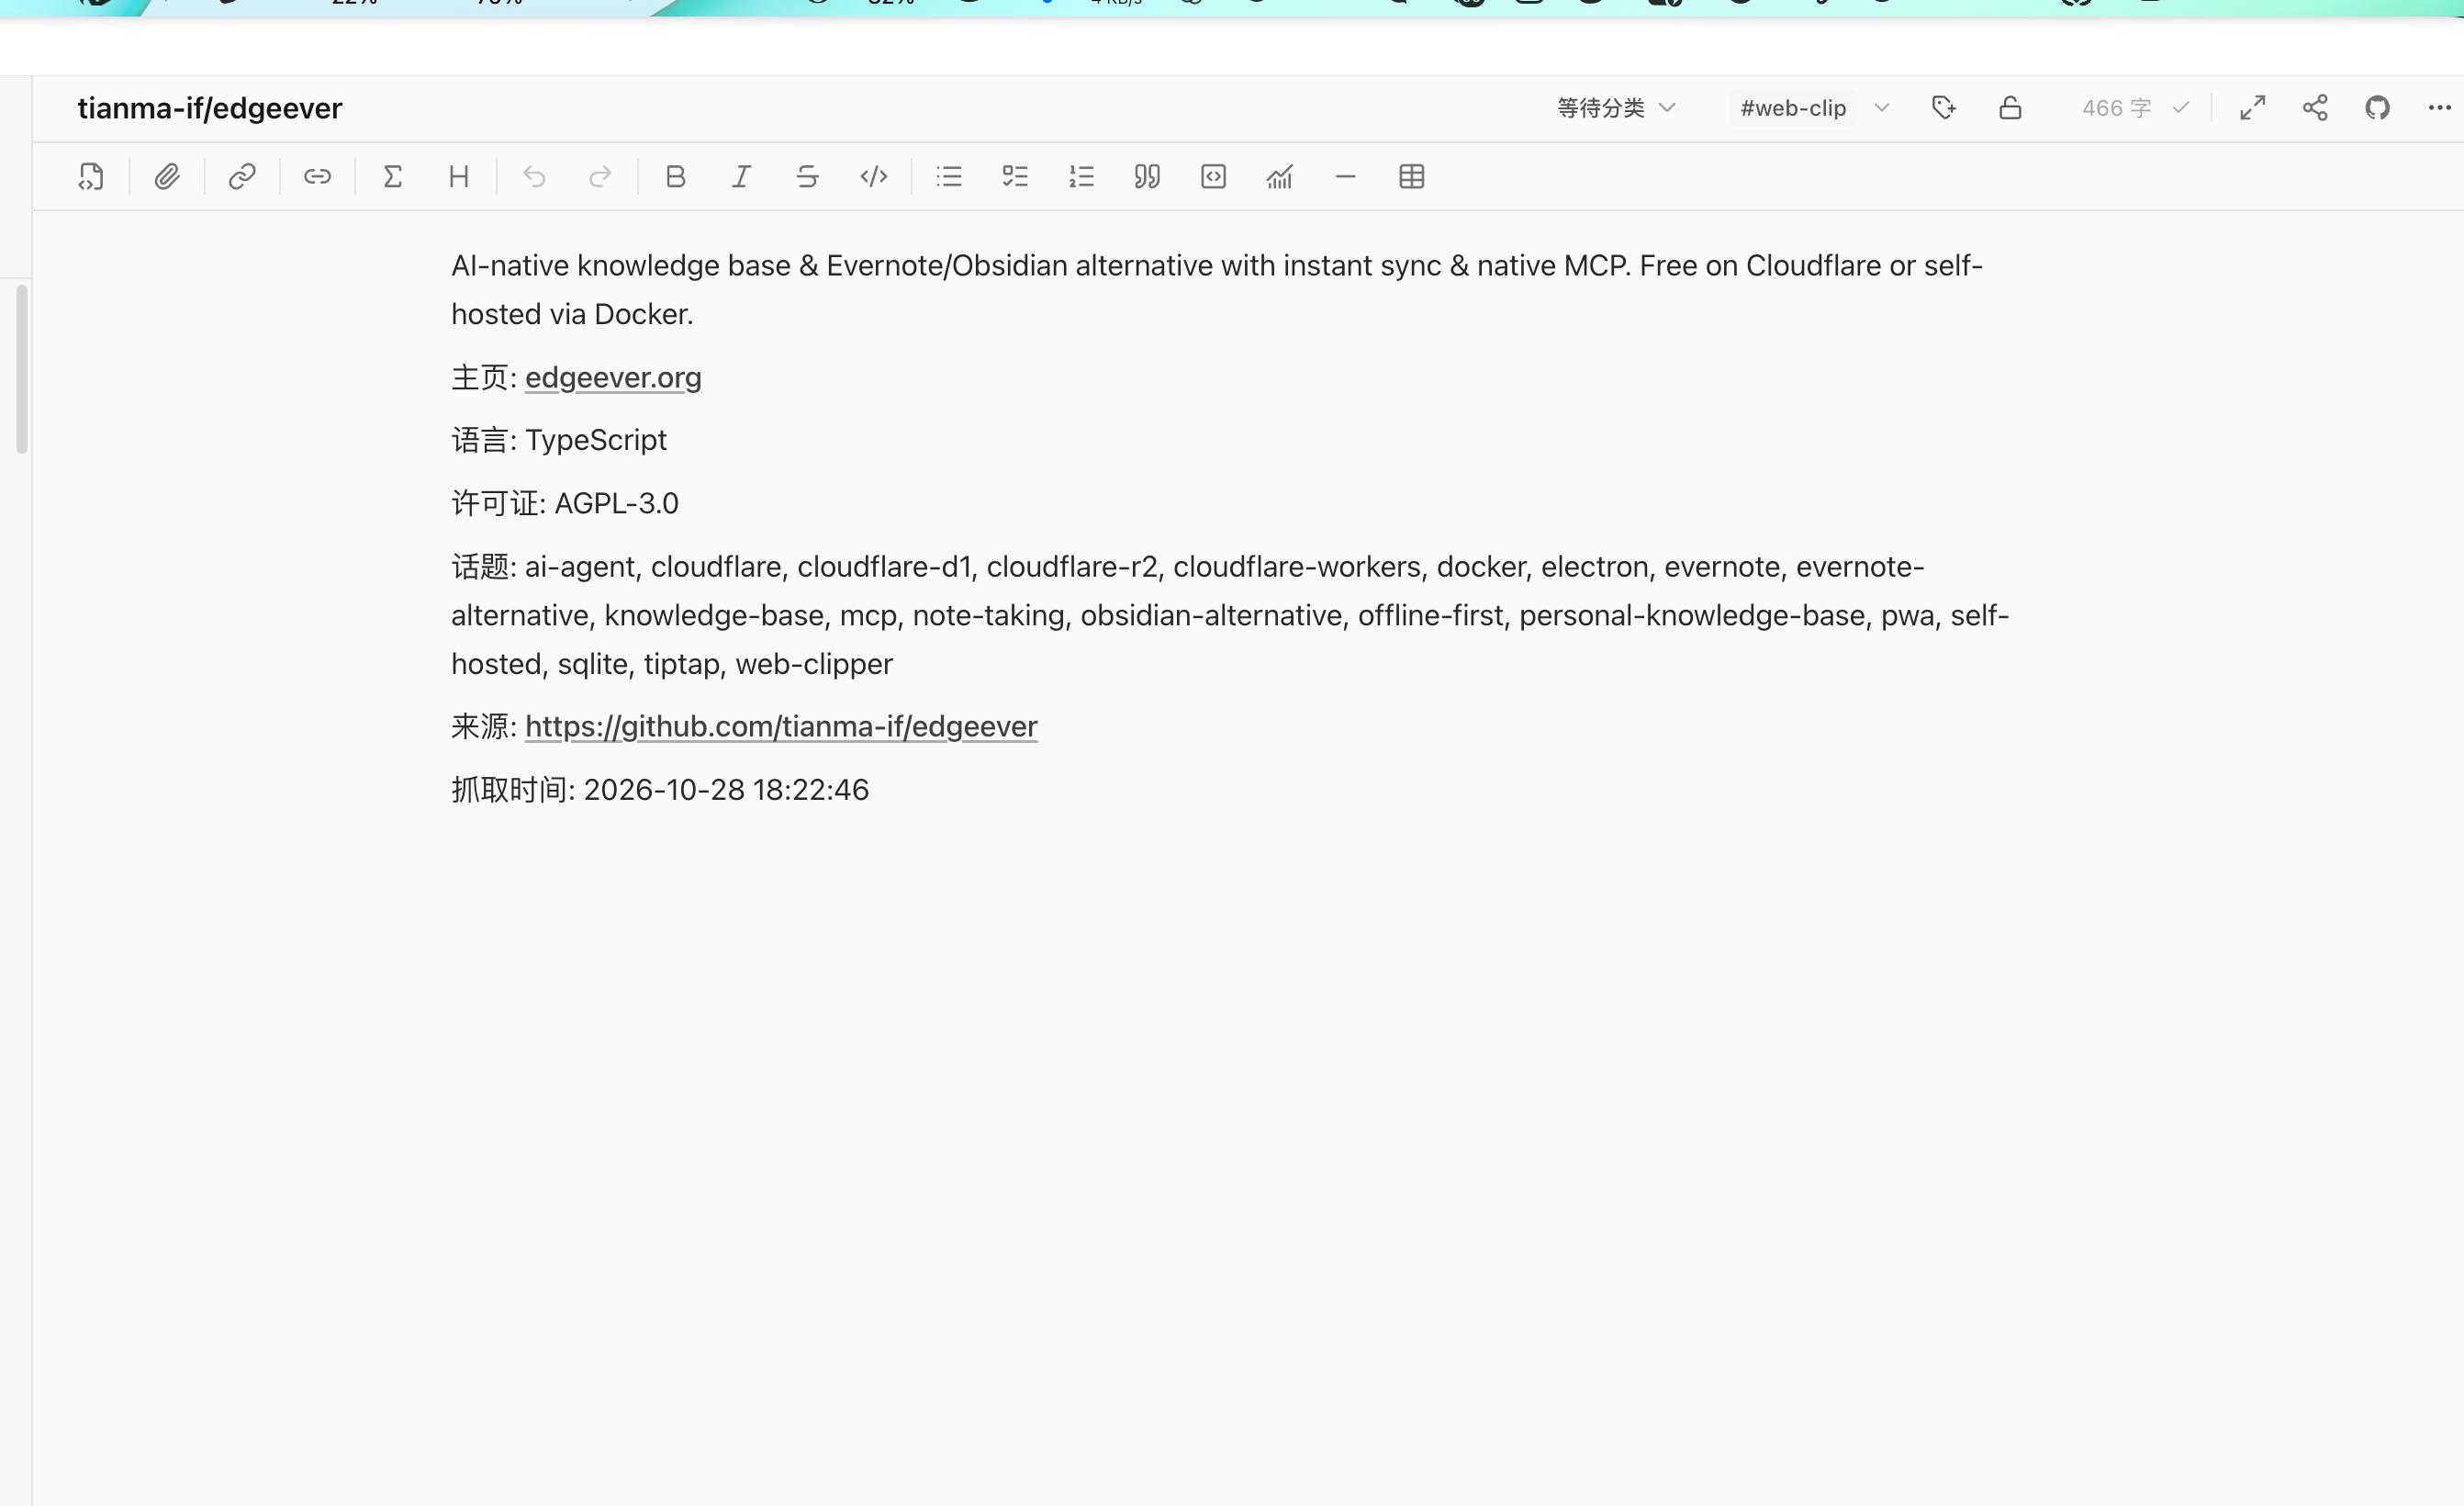 tianma-if/edgeever
等待分类
#web-clip
466 字
AI-native knowledge base & Evernote/Obsidian alternative with instant sync & native MCP. Free on Cloudflare or self-
hosted via Docker.
主页: edgeever.org
语言: TypeScript
许可证: AGPL-3.0
话题: ai-agent, cloudflare, cloudflare-d1, cloudflare-r2, cloudflare-workers, docker, electron, evernote, evernote-
alternative, knowledge-base, mcp, note-taking, obsidian-alternative, offline-first, personal-knowledge-base, pwa, self-
hosted, sqlite, tiptap, web-clipper
来源: https://github.com/tianma-if/edgeever
抓取时间: 2026-10-28 18:22:46